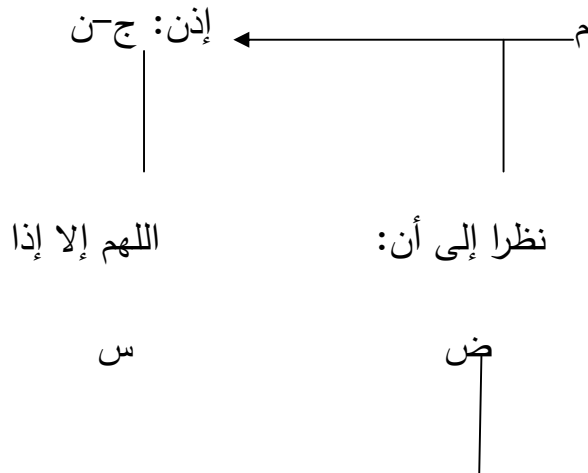 م إذن: ج–ن
نظرا إلى أن: اللهم إلا إذا
ض س